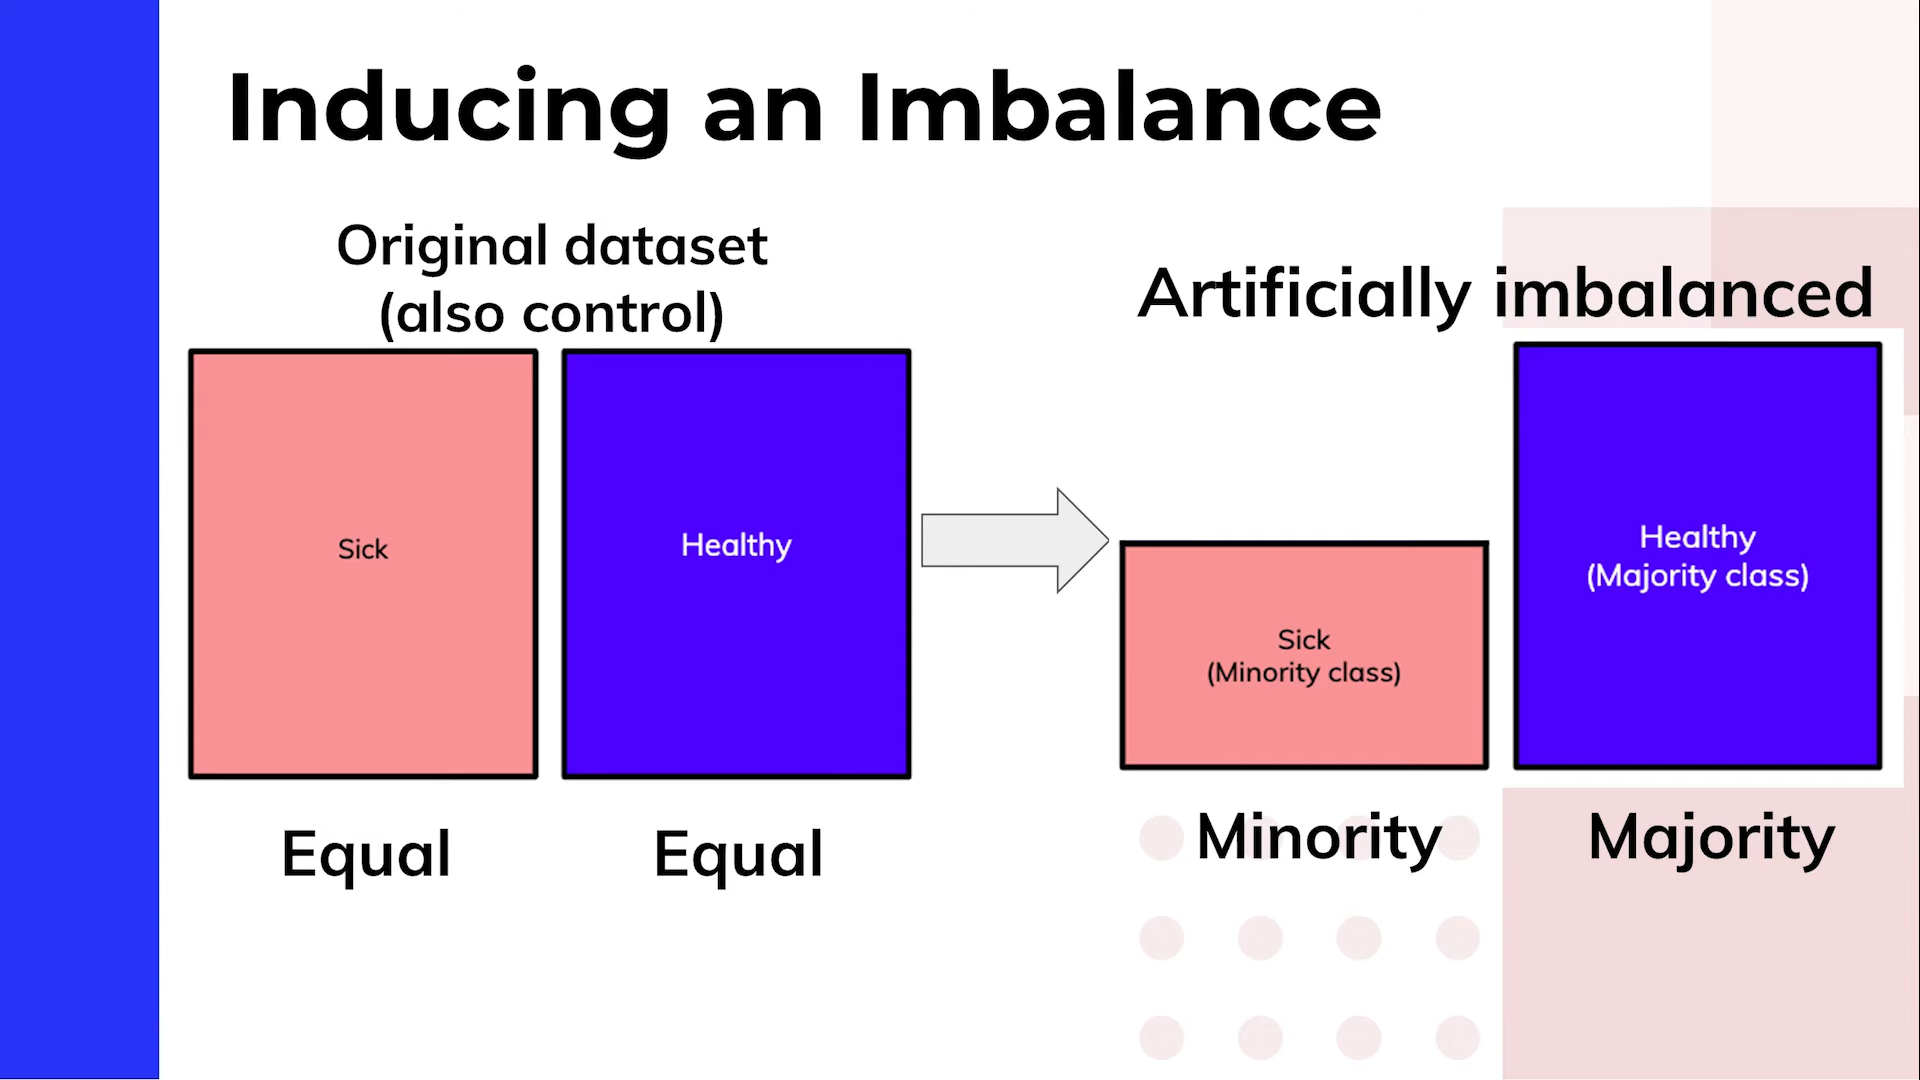 Inducing an Imbalance
Original dataset
(also control)
Sick
Healthy
Equal
Equal
Artificially imbalanced
Sick
(Minority class)
Healthy
(Majority class)
Minority
Majority